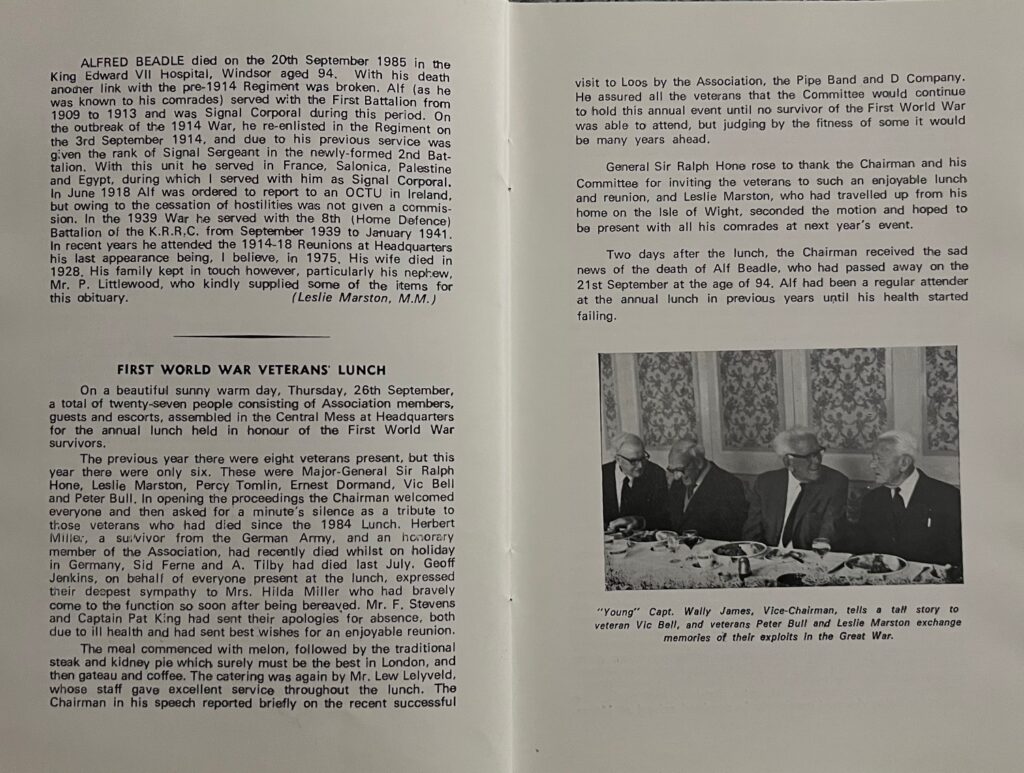 ALFRED BEADLE died on the 20th September 1985 in the
King Edward VII Hospital, Windsor aged 94. With his death
another link with the pre-1914 Regiment was broken. Alf (as he
was known to his comrades) served with the First Battalion from
1909 to 1913 and was Signal Corporal during this period. On
the outbreak of the 1914 War, he re-enlisted in the Regiment on
the 3rd September 1914, and due to his previous service was
given the rank of Signal Sergeant in the newly-formed 2nd Bat-
talion. With this unit he served in France, Salonica, Palestine
and Egypt, during which I served with him as Signal Corporal.
In June 1918 Alf was ordered to report to an OCTU in Ireland,
but owing to the cessation of hostilities was not given a commis-
sion. In the 1939 War he served with the 8th (Home Defence)
Battalion of the K.R.R.C. from September 1939 to January 1941.
In recent years he attended the 1914-18 Reunions at Headquarters
his last appearance being, I believe, in 1975. His wife died in
1928. His family kept in touch however, particularly his nephew,
Mr. P. Littlewood, who kindly supplied some of the items for
this obituary. (Leslie Marston, M.M.)
FIRST WORLD WAR VETERANS' LUNCH
On a beautiful sunny warm day, Thursday, 26th September,
a total of twenty-seven people consisting of Association members,
guests and escorts, assembled in the Central Mess at Headquarters
for the annual lunch held in honour of the First World War
survivors.
The previous year there were eight veterans present, but this
year there were only six. These were Major-General Sir Ralph
Hone, Leslie Marston, Percy Tomlin, Ernest Dormand, Vic Bell
and Peter Bull. In opening the proceedings the Chairman welcomed
everyone and then asked for a minute's silence as a tribute to
those veterans who had died since the 1984 Lunch. Herbert
Miller, a survivor from the German Army, and an honorary
member of the Association, had recently died whilst on holiday
in Germany, Sid Ferne and A. Tilby had died last July. Geoff
Jenkins, on behalf of everyone present at the lunch, expressed
their deepest sympathy to Mrs. Hilda Miller who had bravely
come to the function so soon after being bereaved. Mr. F. Stevens
and Captain Pat King had sent their apologies for absence, both
due to ill health and had sent best wishes for an enjoyable reunion.
The meal commenced with melon, followed by the traditional
steak and kidney pie which surely must be the best in London, and
then gateau and coffee. The catering was again by Mr. Lew Lelyveld,
whose staff gave excellent service throughout the lunch. The
Chairman in his speech reported briefly on the recent successful
visit to Loos by the Association, the Pipe Band and D Company.
He assured all the veterans that the Committee would continue
to hold this annual event until no survivor of the First World War
was able to attend, but judging by the fitness of some it would
be many years ahead.
General Sir Ralph Hone rose to thank the Chairman and his
Committee for inviting the veterans to such an enjoyable lunch
and reunion, and Leslie Marston, who had travelled up from his
home on the Isle of Wight, seconded the motion and hoped to
be present with all his comrades at next year's event.
Two days after the lunch, the Chairman received the sad
news of the death of Alf Beadle, who had passed away on the
21st September at the age of 94. Alf had been a regular attender
at the annual lunch in previous years until his health started
failing.
"Young" Capt. Wally James, Vice-Chairman, tells a tall story to
veteran Vic Bell, and veterans Peter Bull and Leslie Marston exchange
memories of their exploits in the Great War.